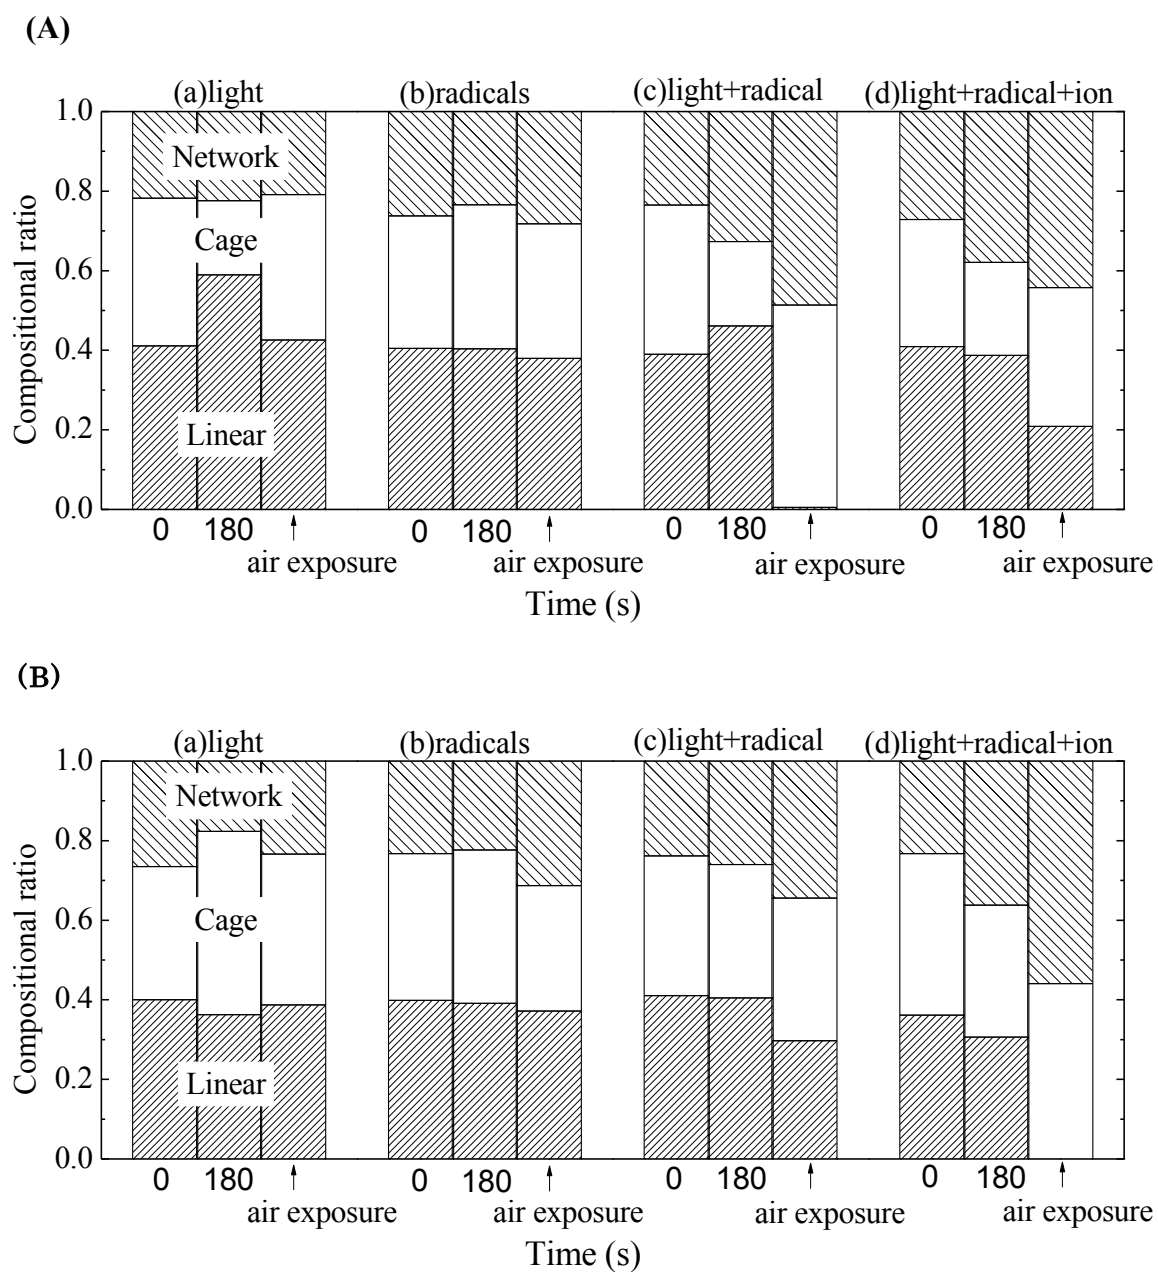 (A)
(a)light (b)radicals (c)light+radical (d)light+radical+ion
1.0
Network
0.8
Cage
0.6
0.4
Linear
0.2
0.0
Compositional ratio
0 180 0 180 0 180 0 180
air exposure air exposure air exposure air exposure
Time (s)
(B)
(a)light (b)radicals (c)light+radical (d)light+radical+ion
1.0
Network
0.8
Cage
0.6
0.4
Linear
0.2
0.0
Compositional ratio
0 180 0 180 0 180 0 180
air exposure air exposure air exposure air exposure
Time (s)